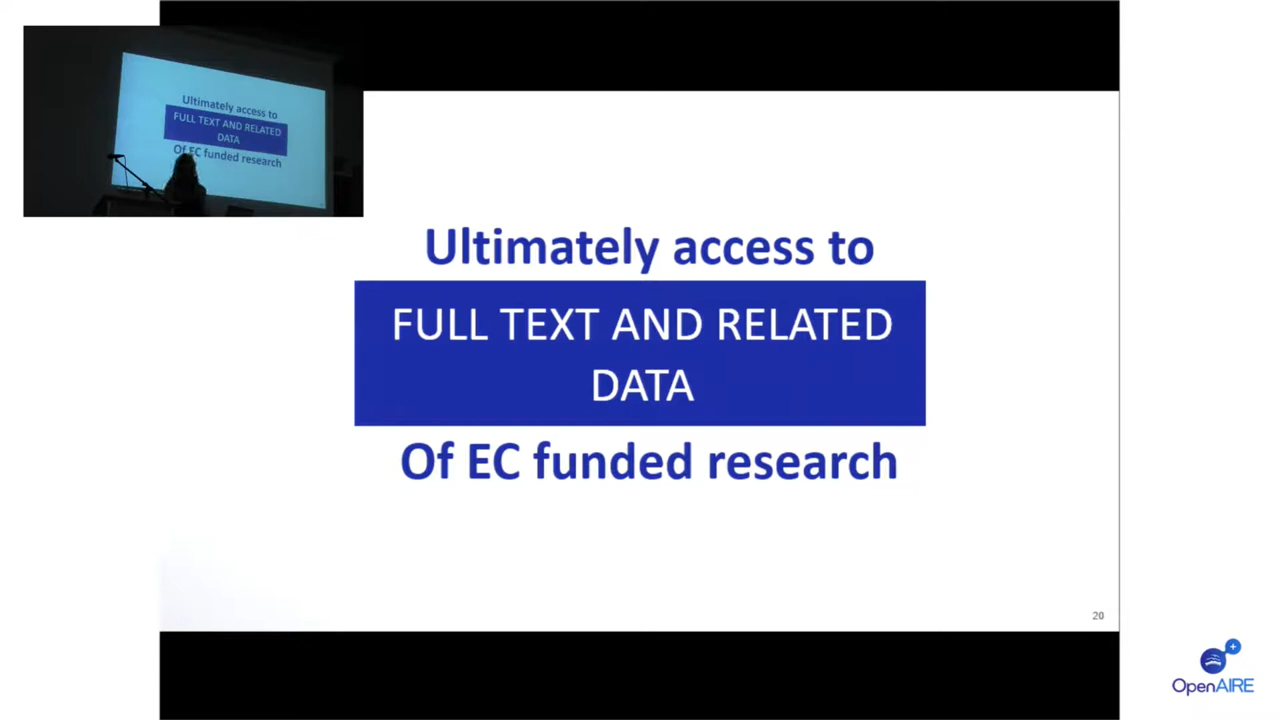 Ultimately access to
FULL TEXT AND RELATED
DATA
Of EC funded research
Ultimately access to
FULL TEXT AND RELATED
DATA
Of EC funded research
20
OpenAIRE